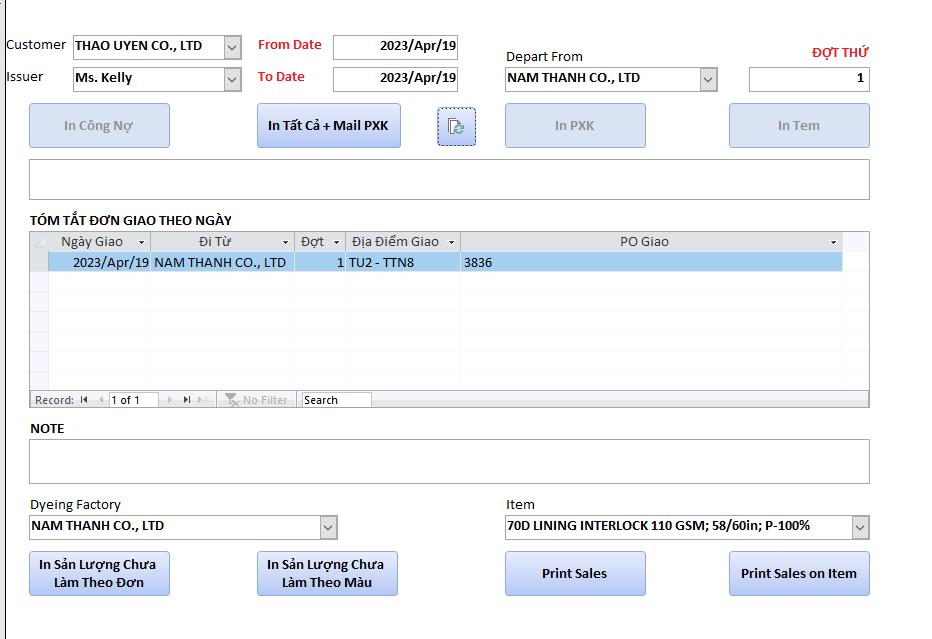 Customer THAO UYEN CO., LTD From Date 2023/Apr/19
Depart From ĐỢT THỨ
Issuer Ms. Kelly To Date 2023/Apr/19 NAM THANH CO., LTD 1
In Công Nợ In Tất Cả + Mail PXK In PXK In Tem
TÓM TẮT ĐƠN GIAO THEO NGÀY
Ngày Giao Đi Từ Đợt Địa Điểm Giao PO Giao
2023/Apr/19 NAM THANH CO., LTD 1 TU2 - TTN8 3836
Record: 1 of 1 No Filter Search
NOTE
Dyeing Factory Item
NAM THANH CO., LTD 70D LINING INTERLOCK 110 GSM; 58/60in; P-100%
In Sản Lượng Chưa
Làm Theo Đơn
In Sản Lượng Chưa
Làm Theo Màu
Print Sales Print Sales on Item